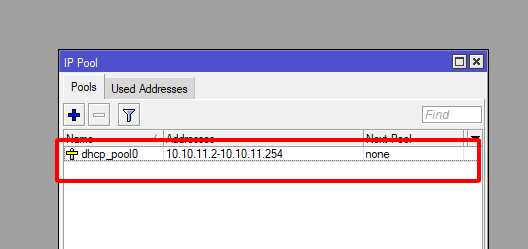 IP Pool
Pools Used Addresses
Find
Name Addresses Next Pool
dhcp_pool0 10.10.11.2-10.10.11.254 none